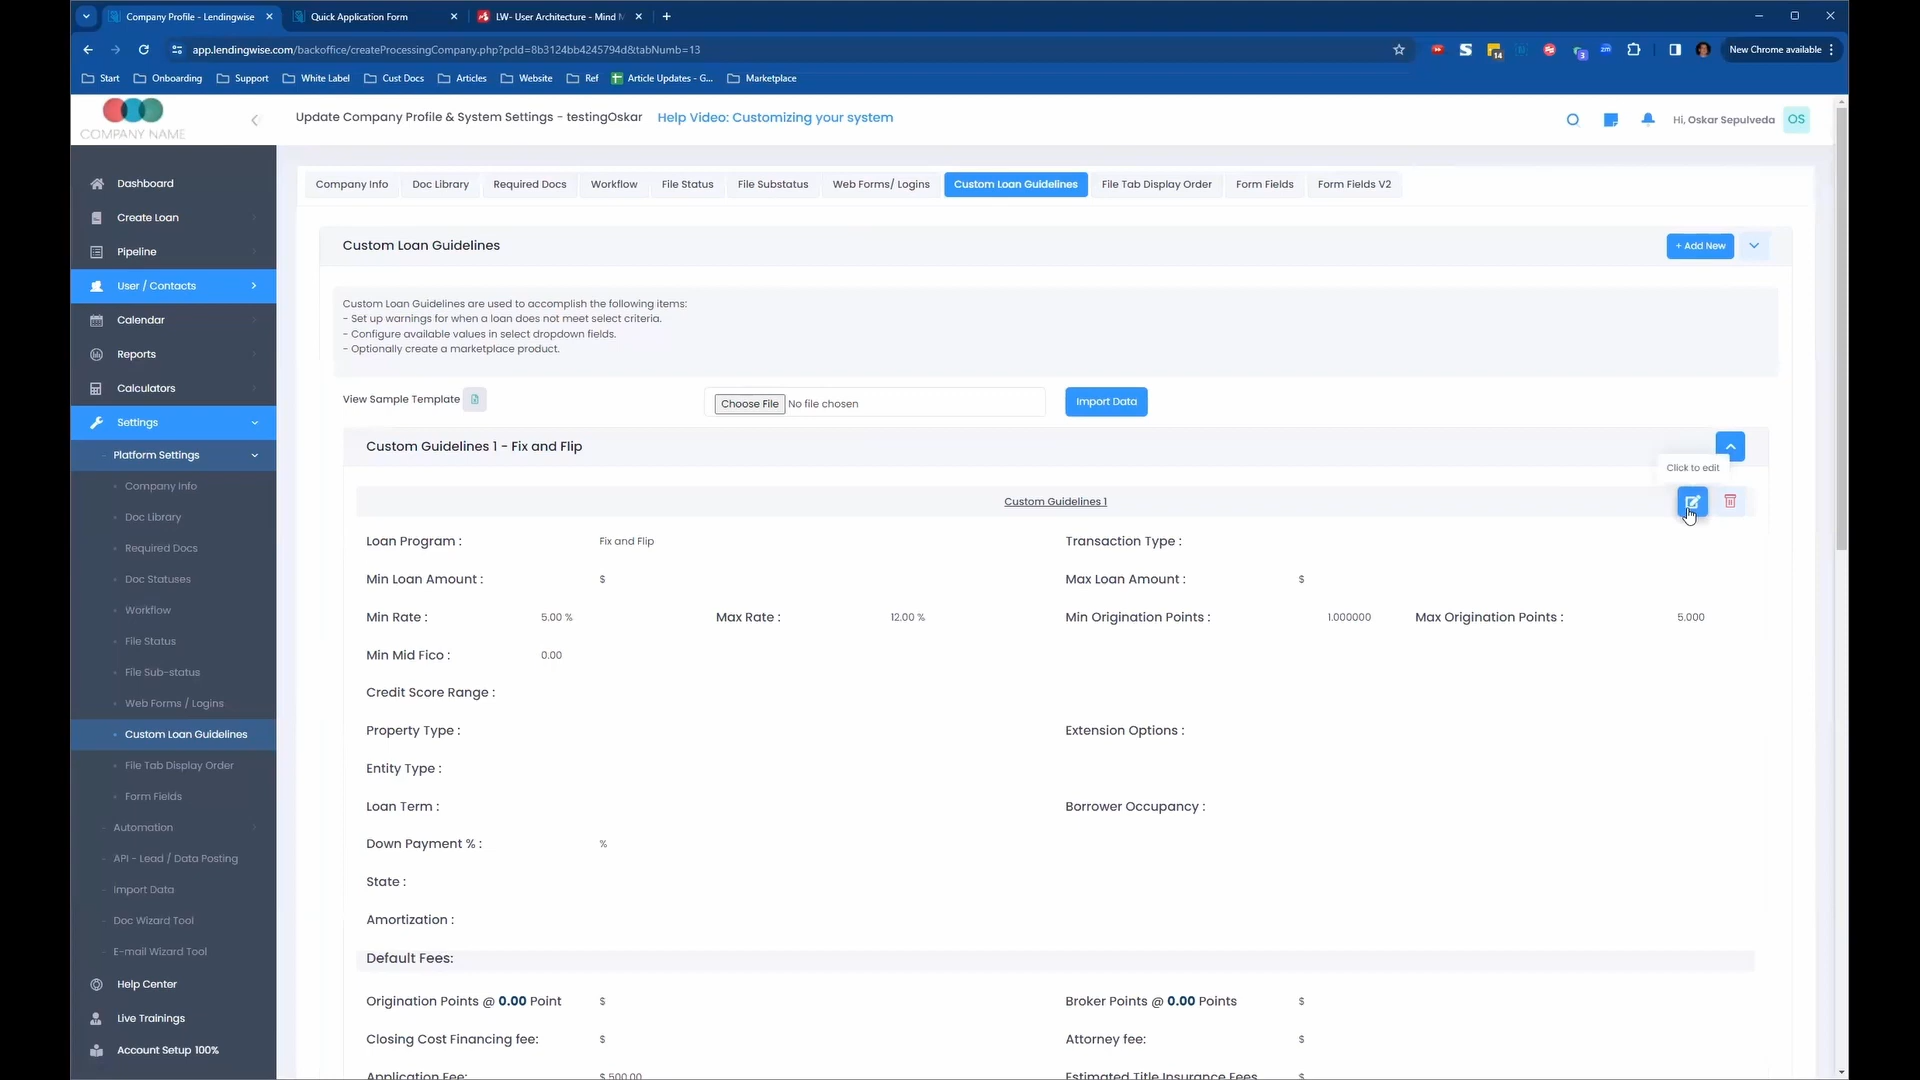 Company Profile - Lendingwise
Quick Application Form
LW- User Architecture - Mind M
app.lendingwise.com/backoffice/createProcessingCompany.php?pcId=8b3124bb4245794d&tabNumb=13
14
3
New Chrome available
Start
Onboarding
Support
White Label
Cust Docs
Articles
Website
Ref
Article Updates - G...
Marketplace
COMPANY NAME
Update Company Profile & System Settings - testingOskar
Help Video: Customizing your system
Hi, Oskar Sepulveda
OS
Dashboard
Create Loan
Pipeline
User / Contacts
Calendar
Reports
Calculators
Settings
Platform Settings
Company Info
Doc Library
Required Docs
Doc Statuses
Workflow
File Status
File Sub-status
Web Forms / Logins
Custom Loan Guidelines
File Tab Display Order
Form Fields
Automation
API - Lead / Data Posting
Import Data
Doc Wizard Tool
E-mail Wizard Tool
Help Center
Live Trainings
Account Setup 100%
Company Info
Doc Library
Required Docs
Workflow
File Status
File Substatus
Web Forms/ Logins
Custom Loan Guidelines
File Tab Display Order
Form Fields
Form Fields V2
Custom Loan Guidelines
+ Add New
Custom Loan Guidelines are used to accomplish the following items:
- Set up warnings for when a loan does not meet select criteria.
- Configure available values in select dropdown fields.
- Optionally create a marketplace product.
View Sample Template
Choose File No file chosen
Import Data
Custom Guidelines 1 - Fix and Flip
Click to edit
Custom Guidelines 1
Loan Program : Fix and Flip
Transaction Type :
Min Loan Amount : $
Max Loan Amount : $
Min Rate : 5.00 %
Max Rate : 12.00 %
Min Origination Points : 1.000000
Max Origination Points : 5.000
Min Mid Fico : 0.00
Credit Score Range :
Property Type :
Extension Options :
Entity Type :
Loan Term :
Borrower Occupancy :
Down Payment % : %
State :
Amortization :
Default Fees:
Origination Points @ 0.00 Point $
Broker Points @ 0.00 Points $
Closing Cost Financing fee: $
Attorney fee: $
Application Fee: $ 500.00
Estimated Title Insurance Fees $